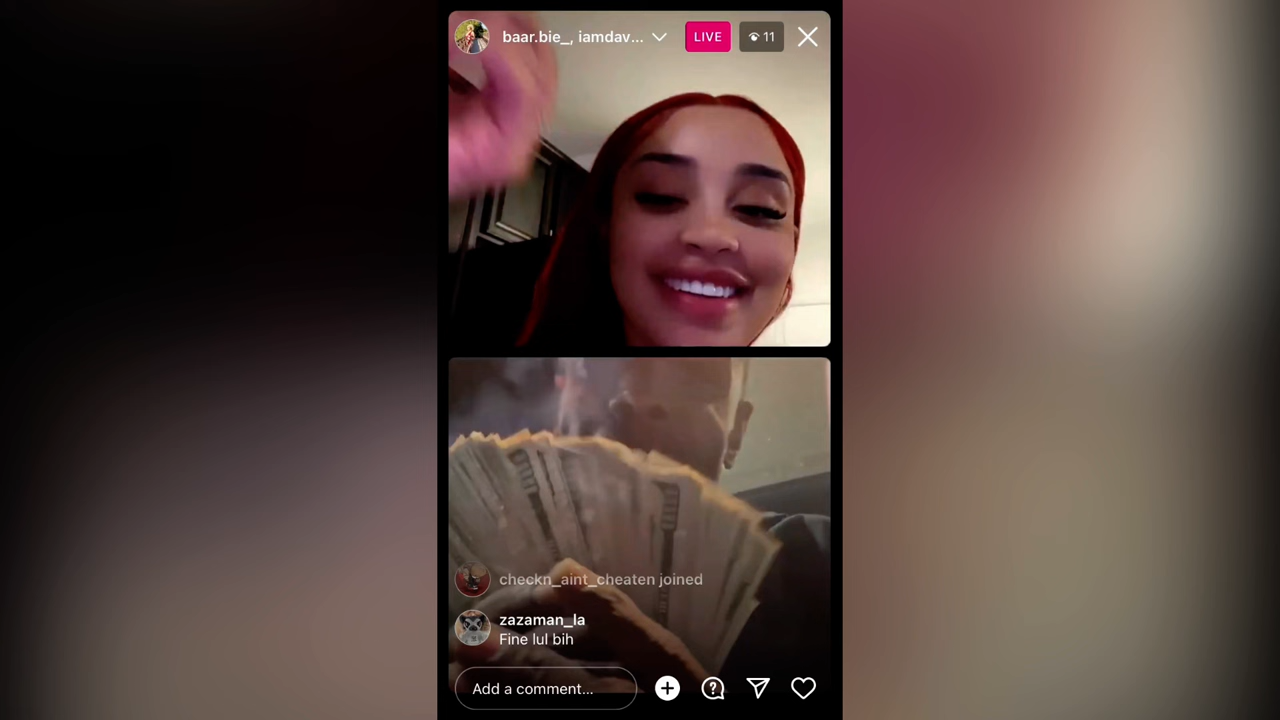 baar.bie_, iamdav...
LIVE
11
checkn_aint_cheaten joined
zazaman_la
Fine lul bih
Add a comment...